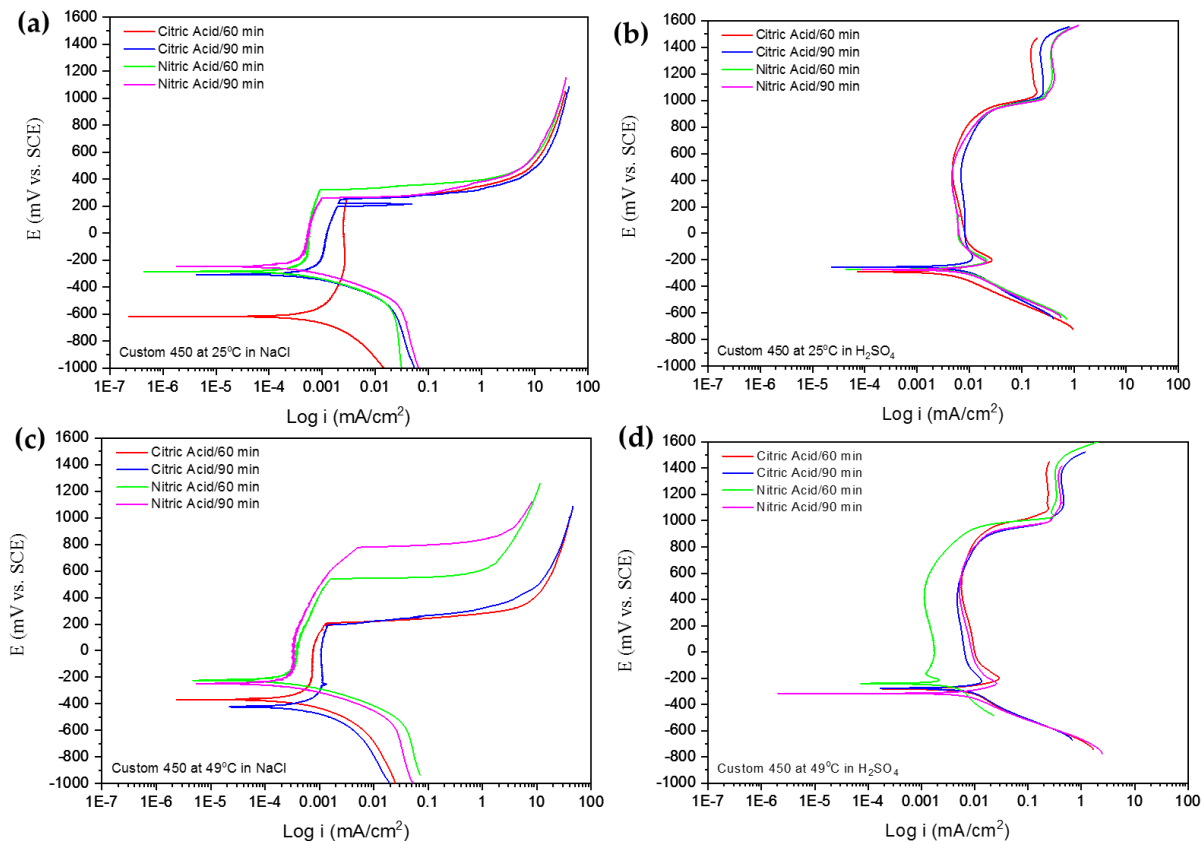 (a)
1600
1400
1200
1000
800
600
400
200
0
-200
-400
-600
-800
-1000
E (mV vs. SCE)
Citric Acid/60 min
Citric Acid/90 min
Nitric Acid/60 min
Nitric Acid/90 min
Custom 450 at 25°C in NaCl
1E-7 1E-6 1E-5 1E-4 0.001 0.01 0.1 1 10 100
Log i (mA/cm²)
(b)
1600
1400
1200
1000
800
600
400
200
0
-200
-400
-600
-800
-1000
E (mV vs. SCE)
Citric Acid/60 min
Citric Acid/90 min
Nitric Acid/60 min
Nitric Acid/90 min
Custom 450 at 25°C in H₂SO₄
1E-7 1E-6 1E-5 1E-4 0.001 0.01 0.1 1 10 100
Log i (mA/cm²)
(c)
1600
1400
1200
1000
800
600
400
200
0
-200
-400
-600
-800
-1000
E (mV vs. SCE)
Citric Acid/60 min
Citric Acid/90 min
Nitric Acid/60 min
Nitric Acid/90 min
Custom 450 at 49°C in NaCl
1E-7 1E-6 1E-5 1E-4 0.001 0.01 0.1 1 10 100
Log i (mA/cm²)
(d)
1600
1400
1200
1000
800
600
400
200
0
-200
-400
-600
-800
-1000
E (mV vs. SCE)
Citric Acid/60 min
Citric Acid/90 min
Nitric Acid/60 min
Nitric Acid/90 min
Custom 450 at 49°C in H₂SO₄
1E-7 1E-6 1E-5 1E-4 0.001 0.01 0.1 1 10 100
Log i (mA/cm²)